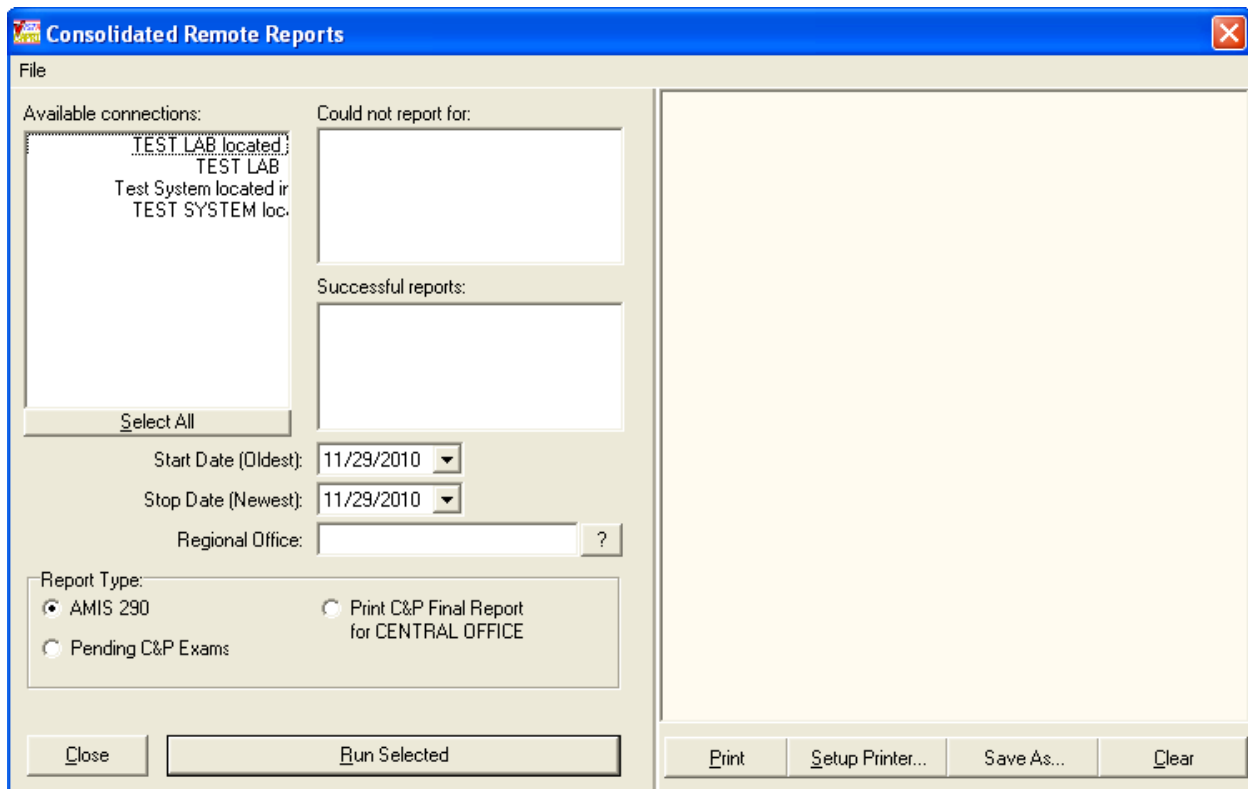 Consolidated Remote Reports
File
Available connections:
TEST LAB located
TEST LAB
Test System located in
TEST SYSTEM loc
Select All
Could not report for:
Successful reports:
Start Date (Oldest): 11/29/2010
Stop Date (Newest): 11/29/2010
Regional Office: ?
Report Type:
AMIS 290
Pending C&P Exams
Print C&P Final Report
for CENTRAL OFFICE
Close
Run Selected
Print
Setup Printer...
Save As...
Clear